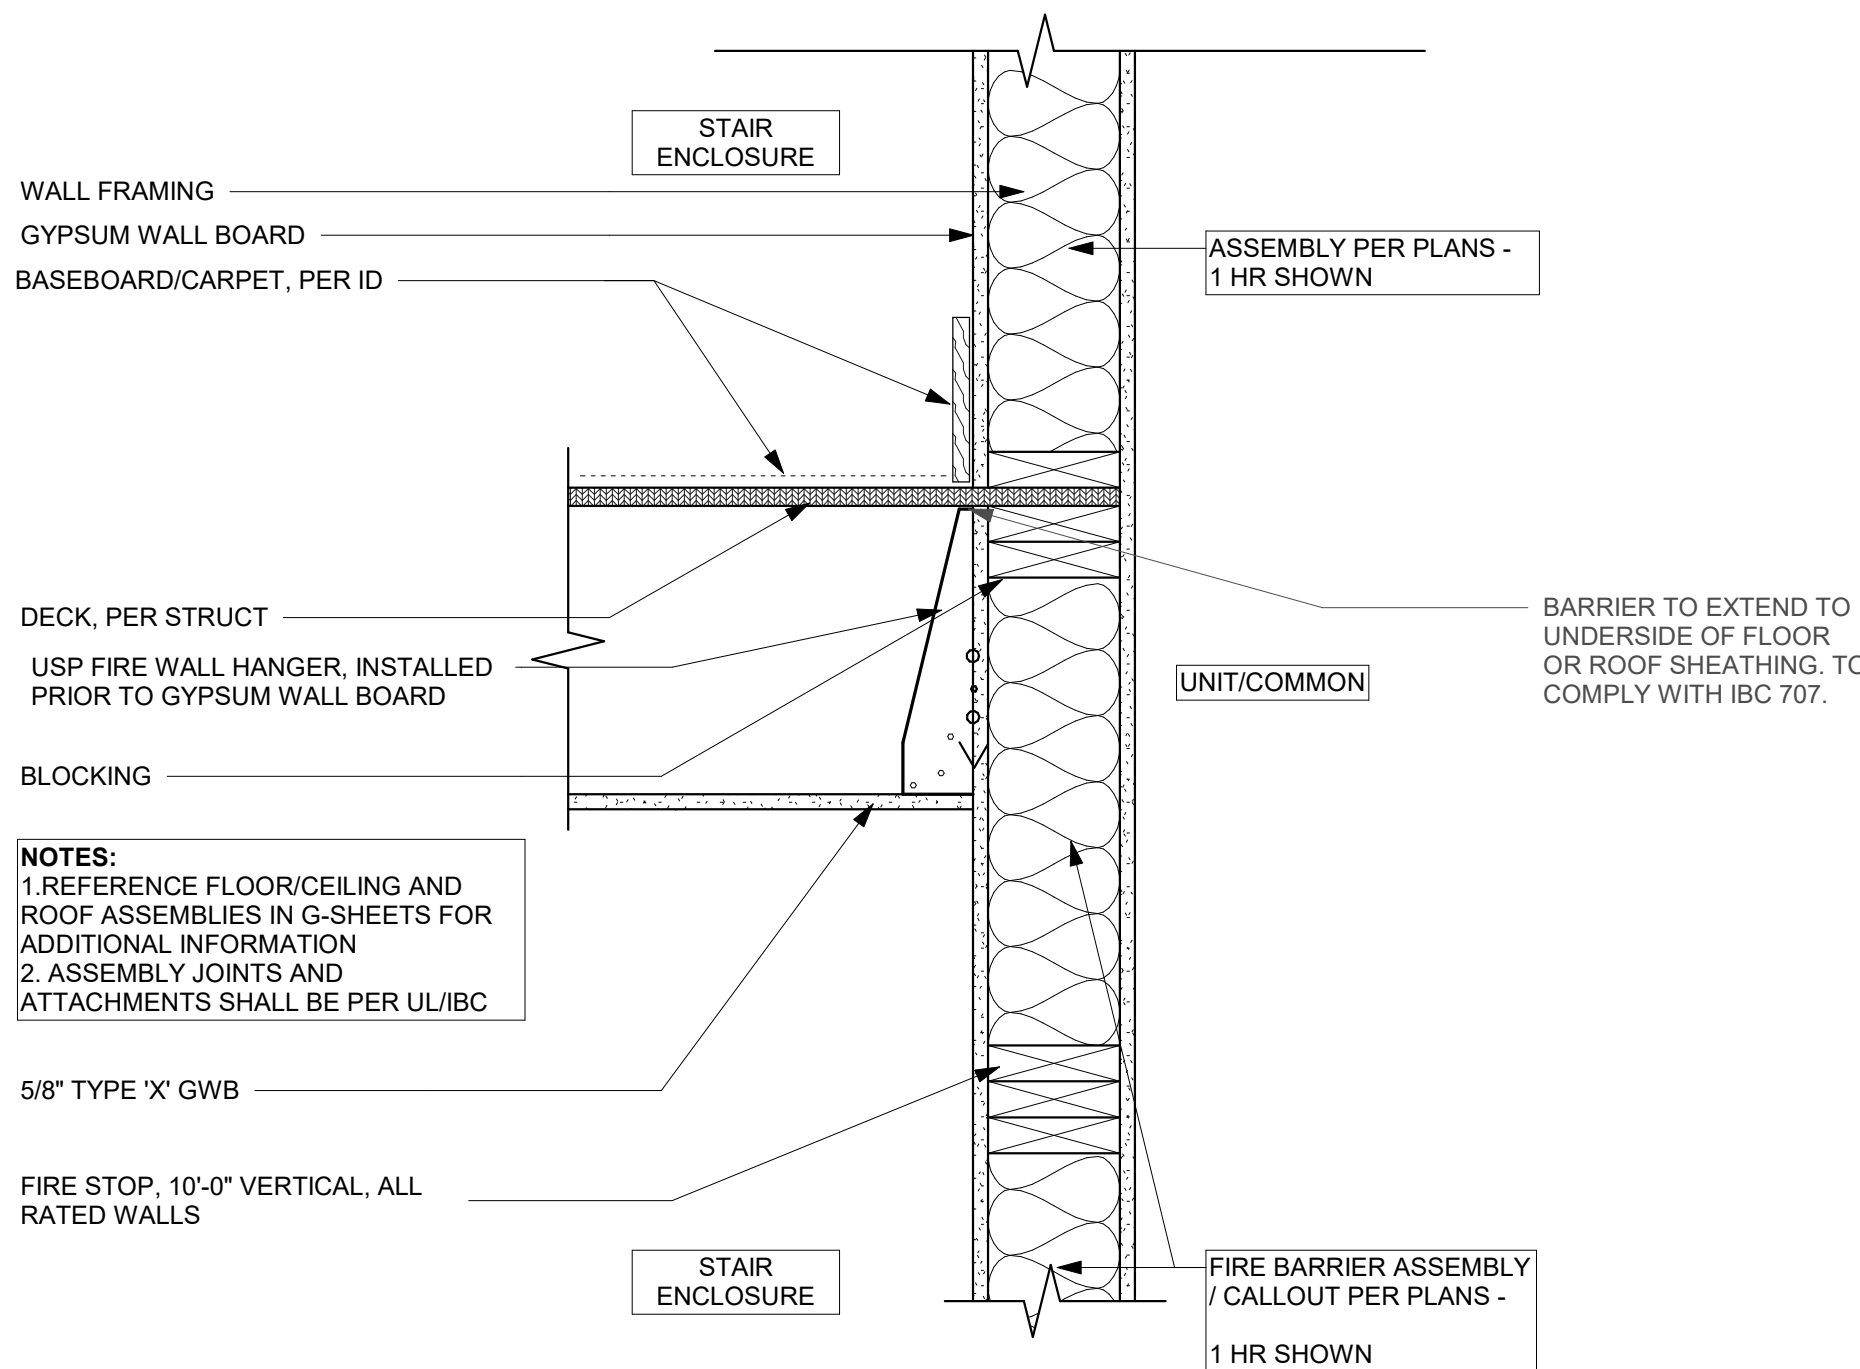 STAIR
ENCLOSURE
WALL FRAMING
GYPSUM WALL BOARD
BASEBOARD/CARPET, PER ID
ASSEMBLY PER PLANS -
1 HR SHOWN
DECK, PER STRUCT
USP FIRE WALL HANGER, INSTALLED
PRIOR TO GYPSUM WALL BOARD
BLOCKING
BARRIER TO EXTEND TO
UNDERSIDE OF FLOOR
OR ROOF SHEATHING. TO
COMPLY WITH IBC 707.
UNIT/COMMON
NOTES:
1.REFERENCE FLOOR/CEILING AND
ROOF ASSEMBLIES IN G-SHEETS FOR
ADDITIONAL INFORMATION
2. ASSEMBLY JOINTS AND
ATTACHMENTS SHALL BE PER UL/IBC
5/8" TYPE 'X' GWB
FIRE STOP, 10'-0" VERTICAL, ALL
RATED WALLS
STAIR
ENCLOSURE
FIRE BARRIER ASSEMBLY
/ CALLOUT PER PLANS -
1 HR SHOWN